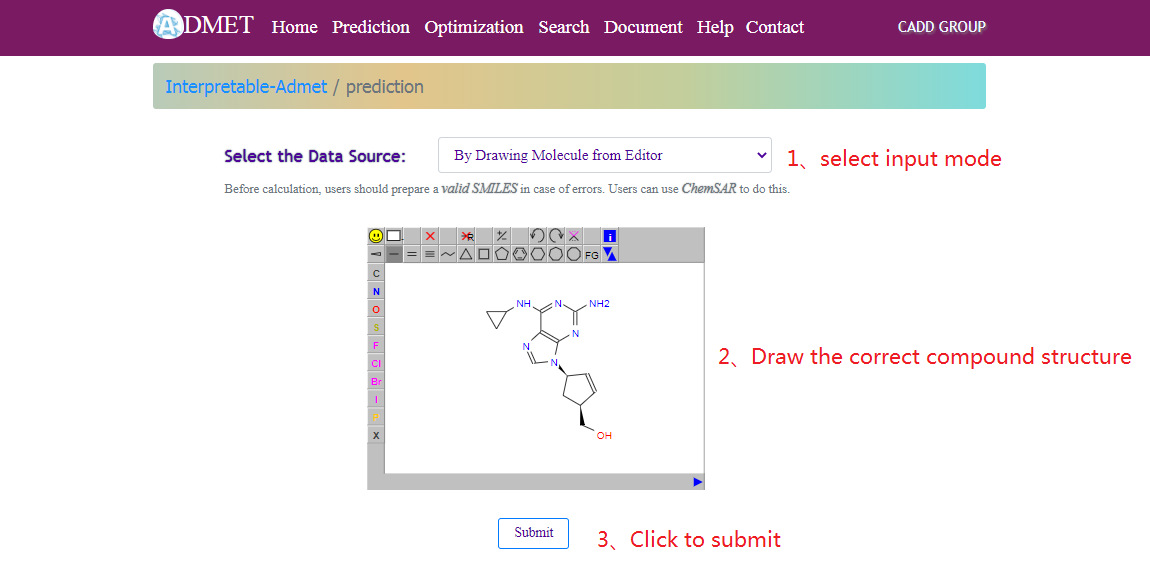 ADMET Home Prediction Optimization Search Document Help Contact CADD GROUP
Interpretable-Admet / prediction
Select the Data Source: By Drawing Molecule from Editor 1、select input mode
Before calculation, users should prepare a valid SMILES in case of errors. Users can use ChemSAR to do this.
R +/- i
FG
C
N
O
S
F
Cl
Br
I
P
X
NH N NH2
N
N
N
OH
2、Draw the correct compound structure
Submit 3、Click to submit